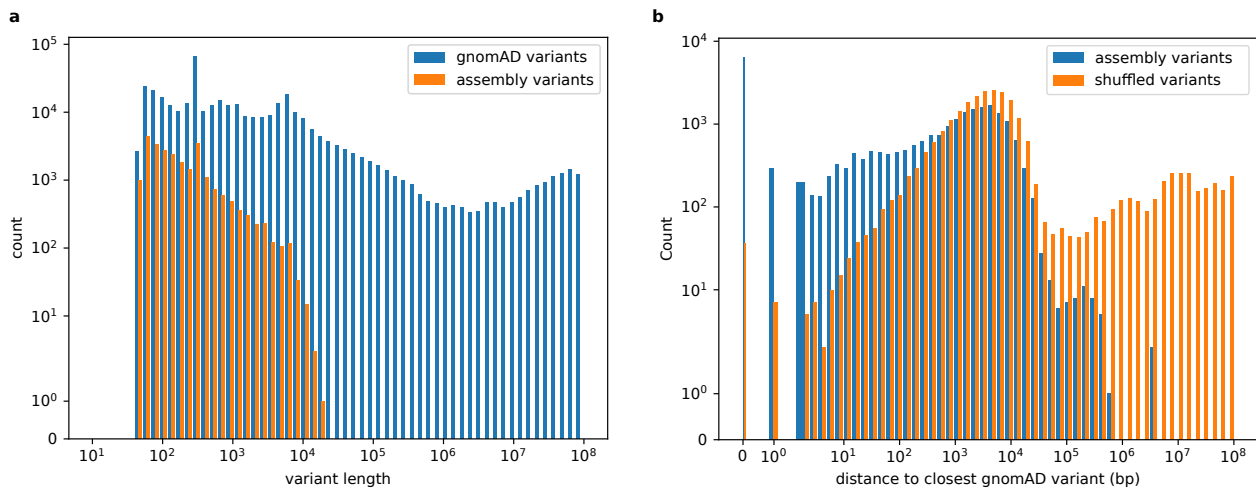 a
10^5
10^4
10^3
10^2
10^1
10^0
0
count
gnomAD variants
assembly variants
10^1 10^2 10^3 10^4 10^5 10^6 10^7 10^8
variant length
b
10^4
10^3
10^2
10^1
10^0
0
Count
assembly variants
shuffled variants
0 10^0 10^1 10^2 10^3 10^4 10^5 10^6 10^7 10^8
distance to closest gnomAD variant (bp)